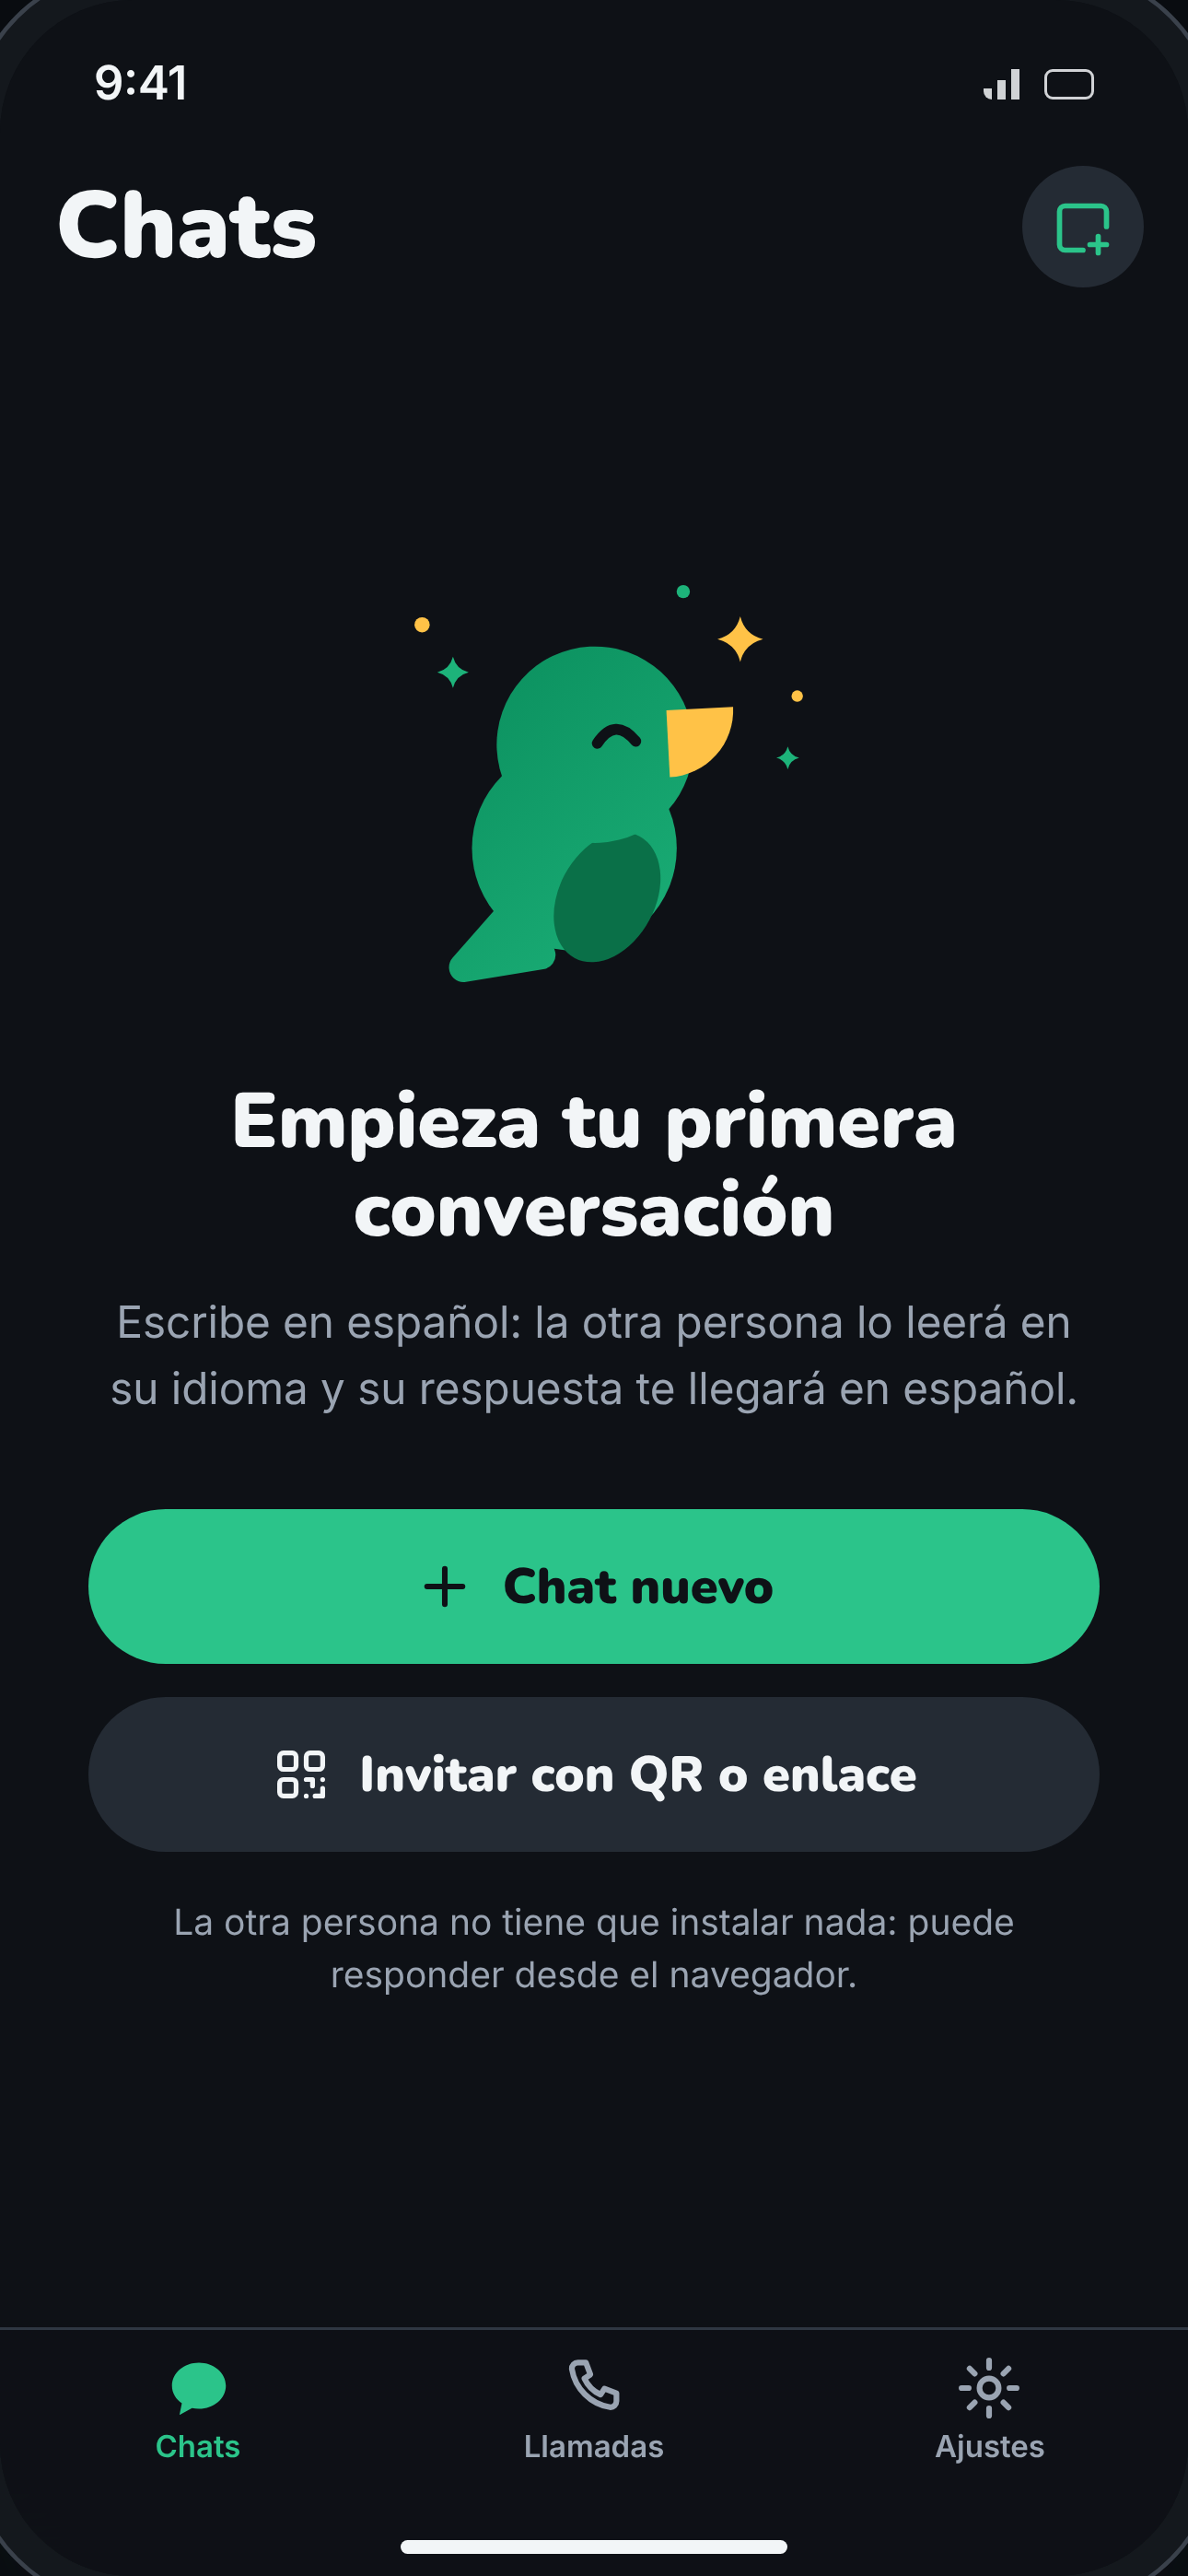 9:41
Chats
Empieza tu primera
conversación
Escribe en español: la otra persona lo leerá en
su idioma y su respuesta te llegará en español.
Chat nuevo
Invitar con QR o enlace
La otra persona no tiene que instalar nada: puede
responder desde el navegador.
Chats
Llamadas
Ajustes